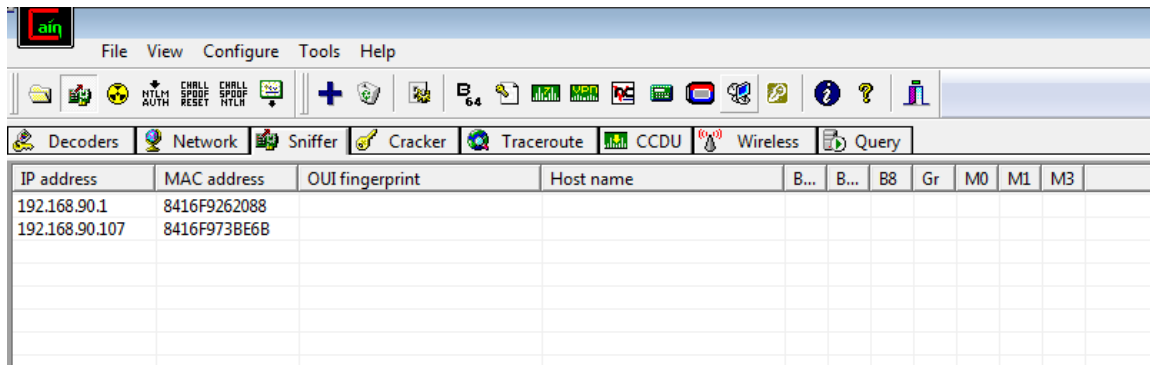 Cain
File View Configure Tools Help
NTLM AUTH CHALL SPOOF RESET CHALL SPOOF NTLM B64
Decoders Network Sniffer Cracker Traceroute CCDU Wireless Query
IP address MAC address OUI fingerprint Host name B... B... B8 Gr M0 M1 M3
192.168.90.1 8416F9262088
192.168.90.107 8416F973BE6B